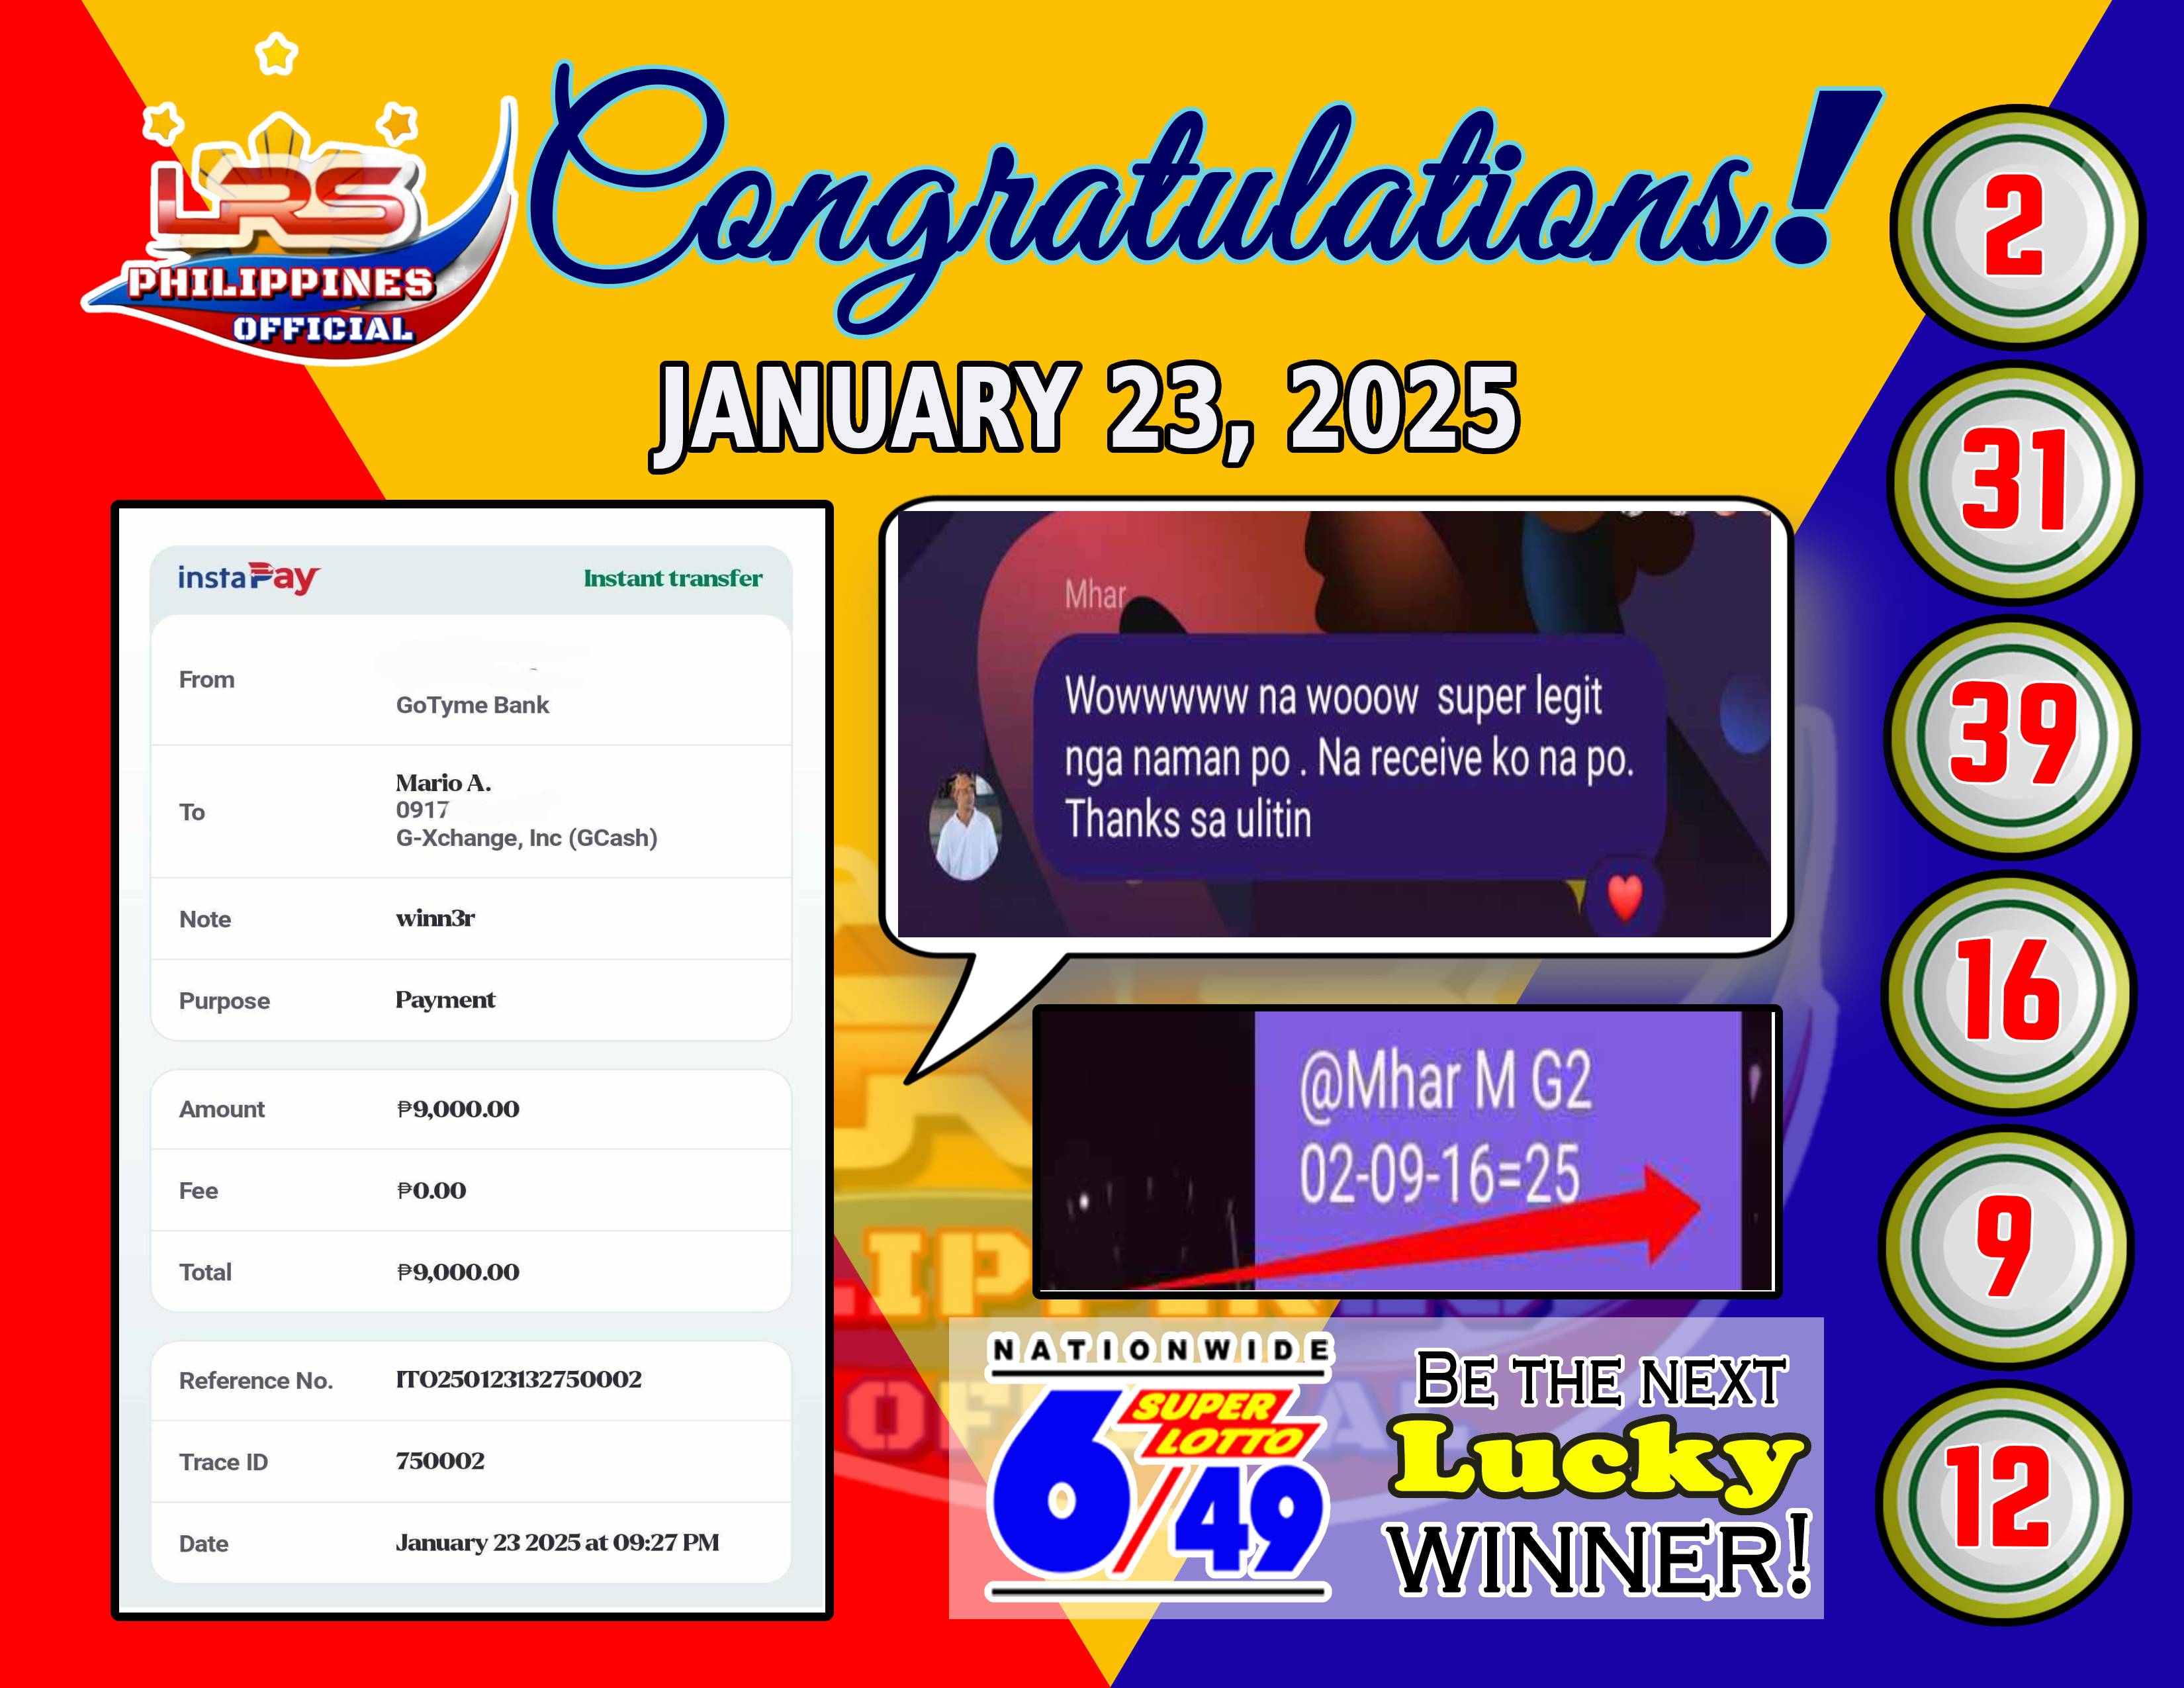 LRS
PHILIPPINES
OFFICIAL
Congratulations!
JANUARY 23, 2025
instaPay
Instant transfer
From
GoTyme Bank
To
Mario A.
0917
G-Xchange, Inc (GCash)
Note
winn3r
Purpose
Payment
Amount
₱9,000.00
Fee
₱0.00
Total
₱9,000.00
Reference No.
ITO250123132750002
Trace ID
750002
Date
January 23 2025 at 09:27 PM
Mhar
Wowwwww na wooow super legit
nga naman po . Na receive ko na po.
Thanks sa ulitin
@Mhar M G2
02-09-16=25
NATIONWIDE
SUPER
LOTTO
6/49
BE THE NEXT
Lucky
WINNER!
2
31
39
16
9
12